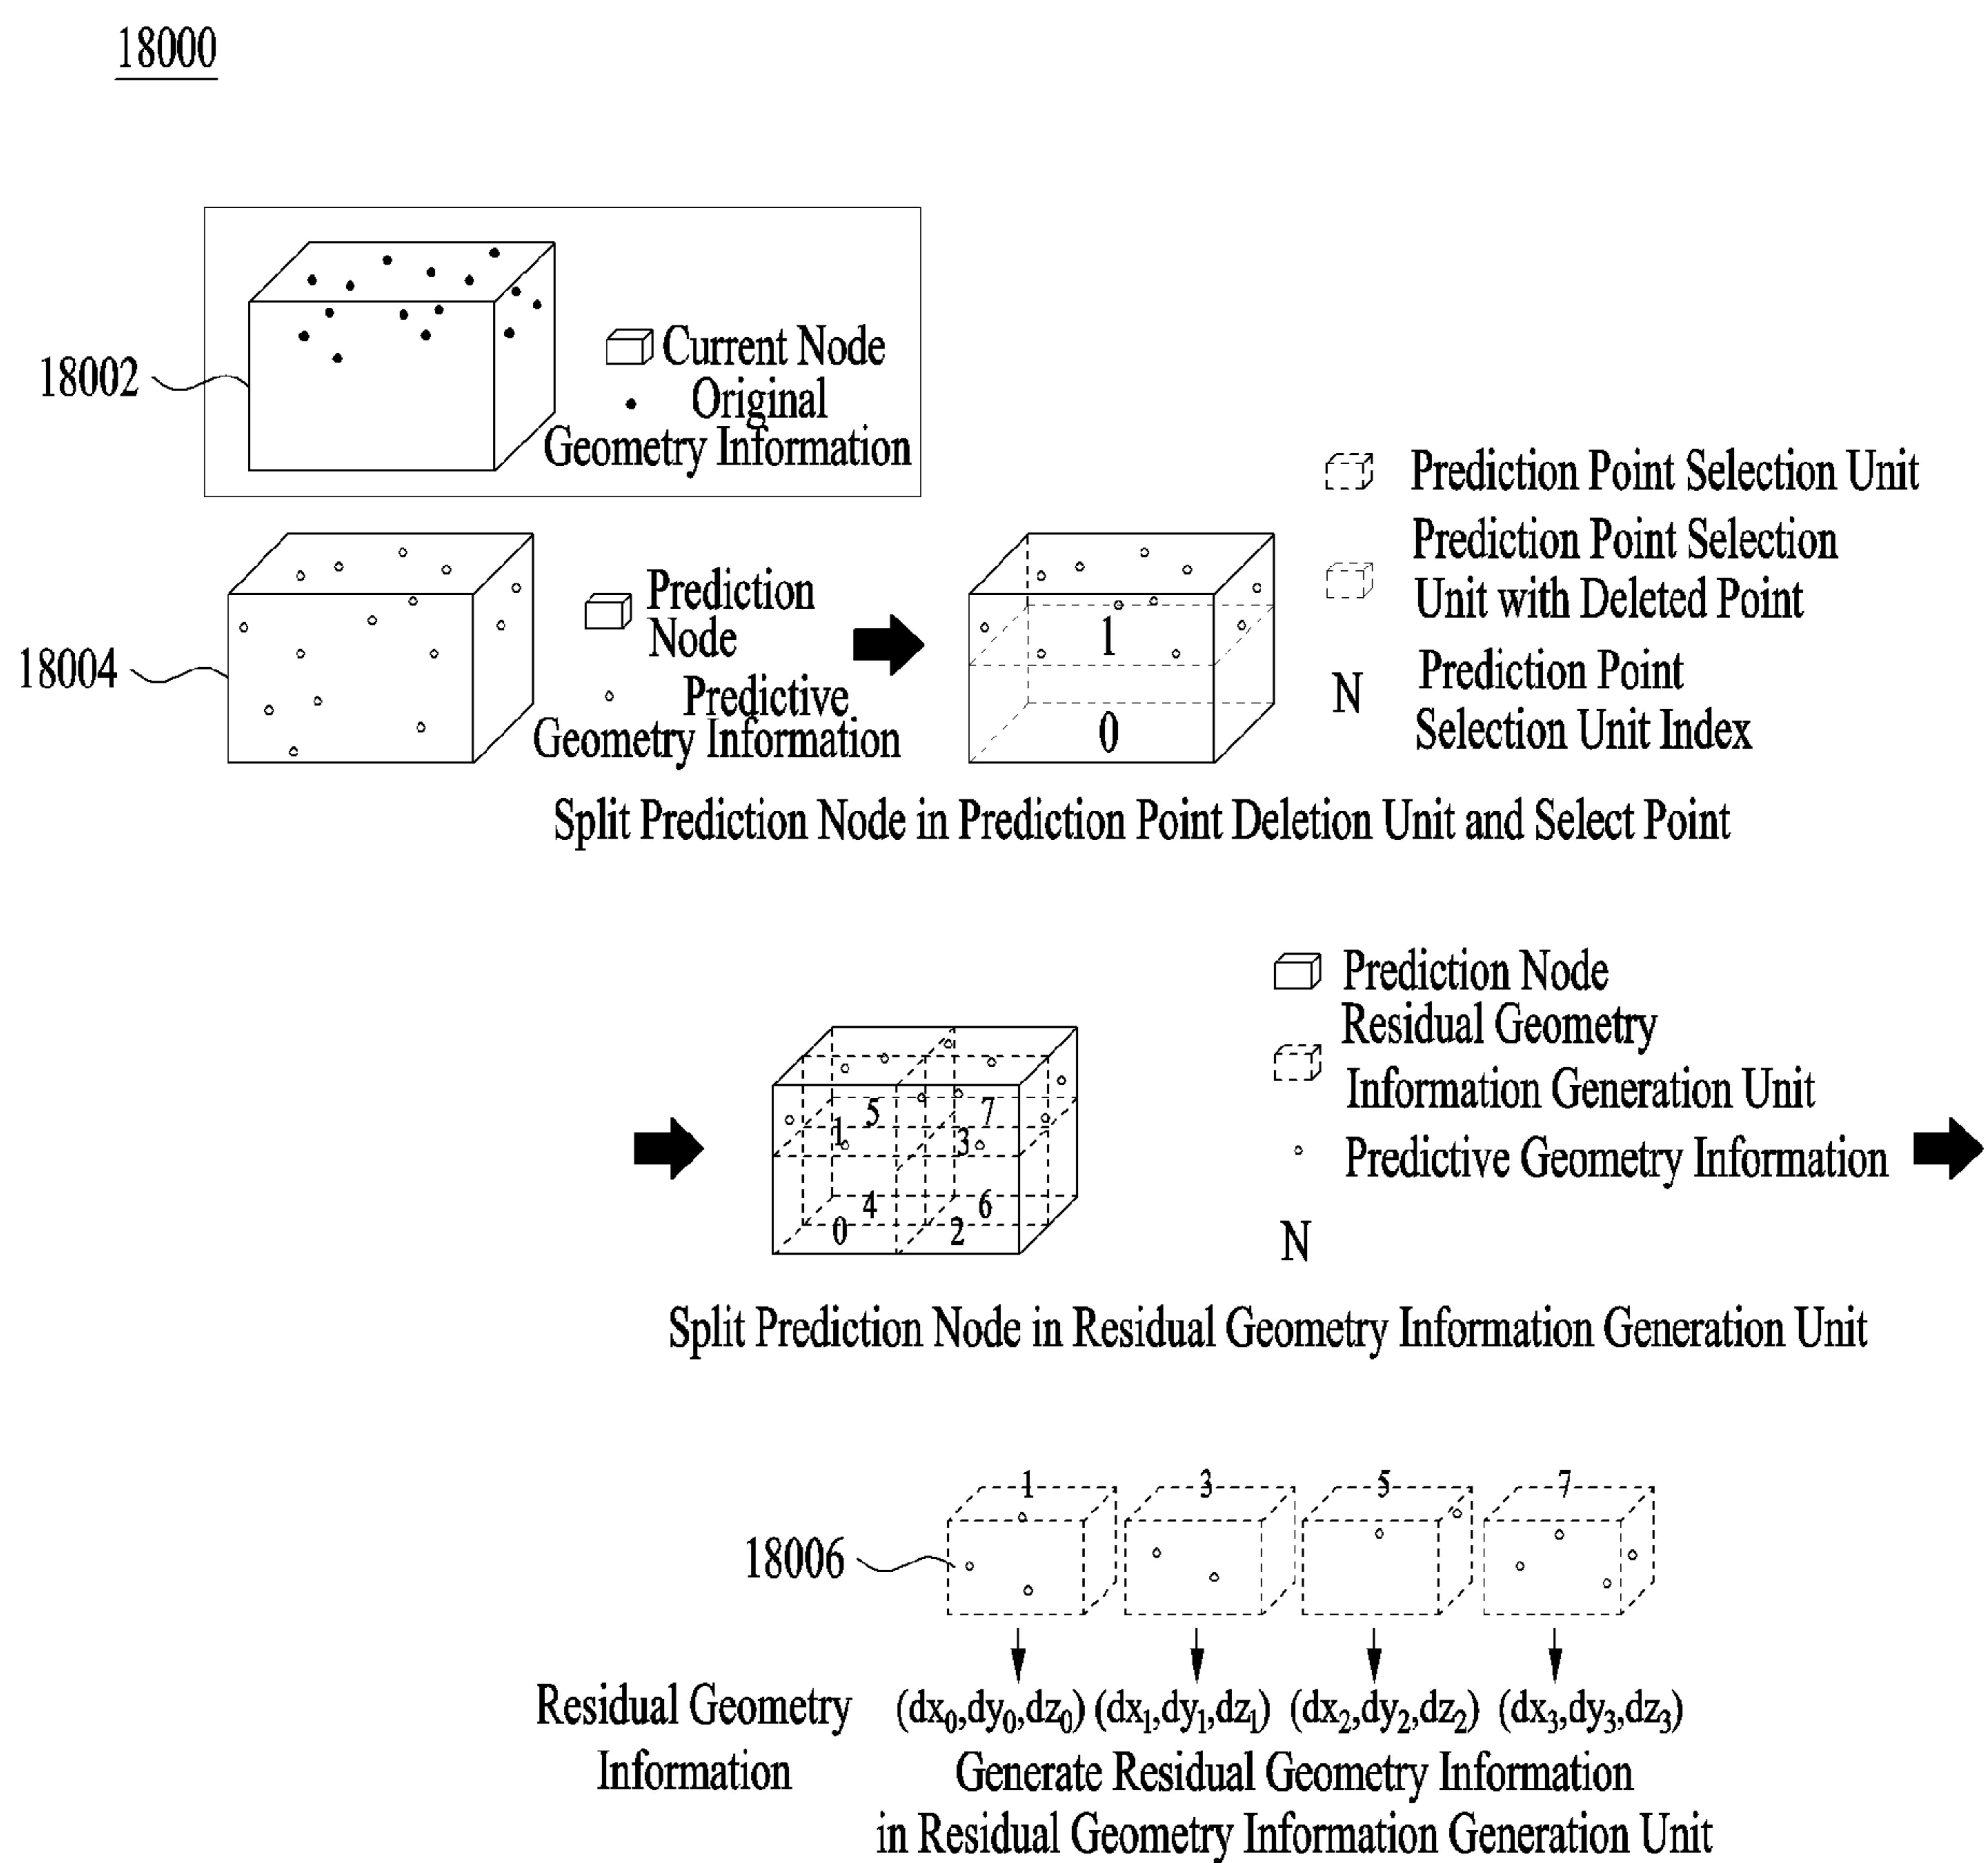 18000
18002
Current Node
Original
Geometry Information
18004
Prediction
Node
Predictive
Geometry Information
1
0
Prediction Point Selection Unit
Prediction Point Selection
Unit with Deleted Point
N
Prediction Point
Selection Unit Index
Split Prediction Node in Prediction Point Deletion Unit and Select Point
5
7
1
3
4
6
0
2
Prediction Node
Residual Geometry
Information Generation Unit
Predictive Geometry Information
N
Split Prediction Node in Residual Geometry Information Generation Unit
1 3 5 7
18006
Residual Geometry
Information
(dx₀,dy₀,dz₀) (dx₁,dy₁,dz₁) (dx₂,dy₂,dz₂) (dx₃,dy₃,dz₃)
Generate Residual Geometry Information
in Residual Geometry Information Generation Unit